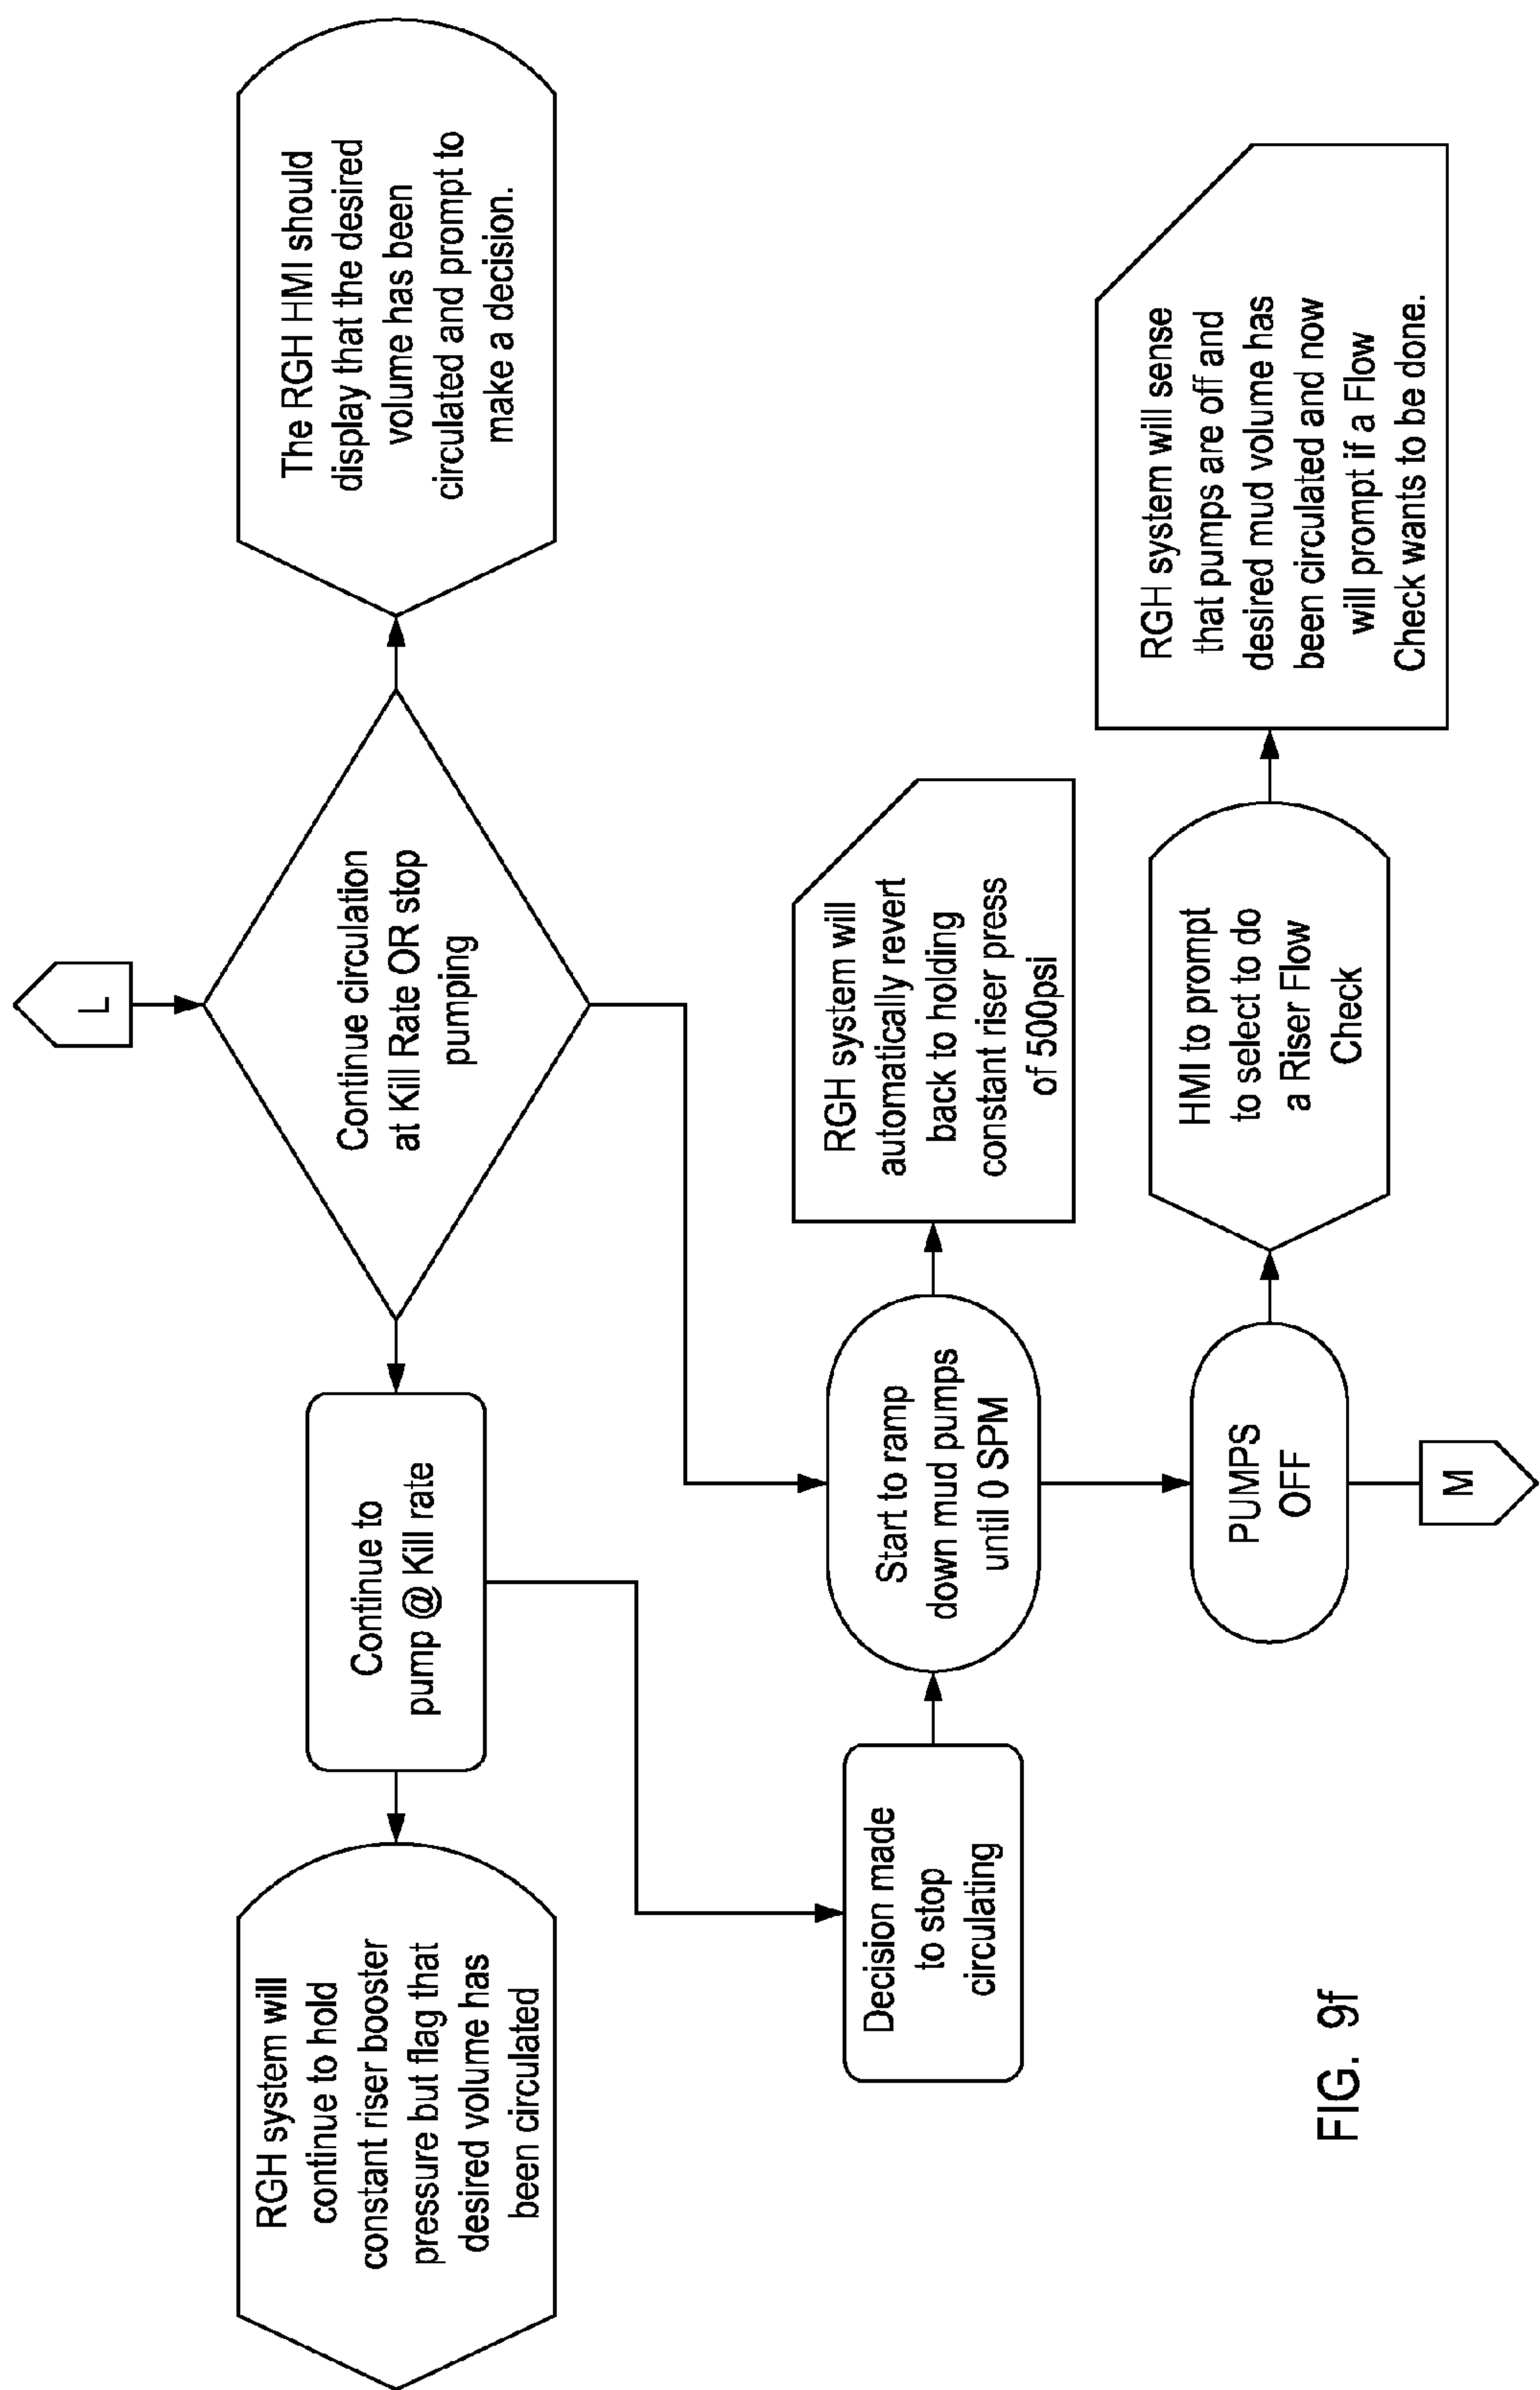 L
Continue circulation
at Kill Rate OR stop
pumping
The RGH HMI should
display that the desired
volume has been
circulated and prompt to
make a decision.
Continue to
pump @ Kill rate
RGH system will
continue to hold
constant riser booster
pressure but flag that
desired volume has
been circulated
Decision made
to stop
circulating
Start to ramp
down mud pumps
until 0 SPM
RGH system will
automatically revert
back to holding
constant riser press
of 500psi
PUMPS
OFF
HMI to prompt
to select to do
a Riser Flow
Check
RGH system will sense
that pumps are off and
desired mud volume has
been circulated and now
will prompt if a Flow
Check wants to be done.
M
FIG. 9f